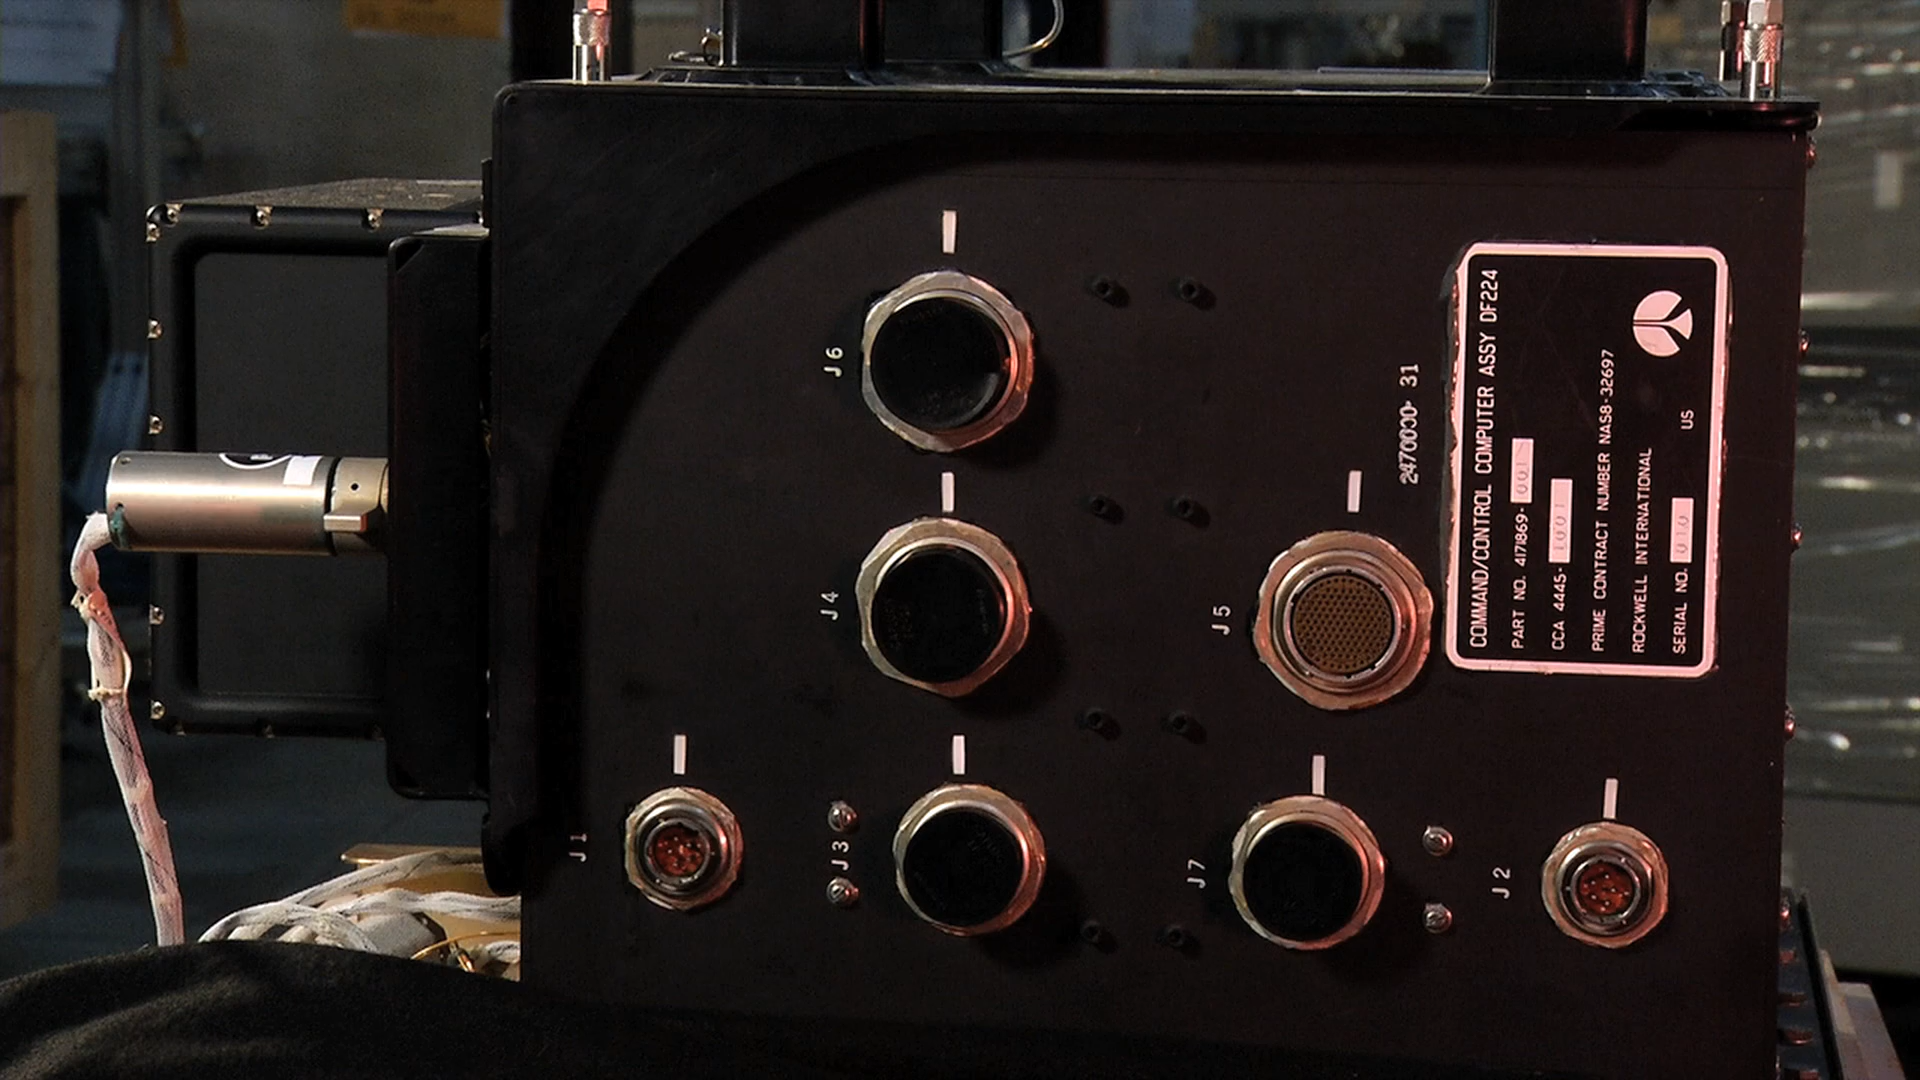 COMMAND/CONTROL COMPUTER ASSY DF224
PART NO. 4171869-001
CCA 4445-1001
PRIME CONTRACT NUMBER NAS8-32697
ROCKWELL INTERNATIONAL US
SERIAL NO. 010
2470000-31
J6
J4
J5
J1
J3
J7
J2